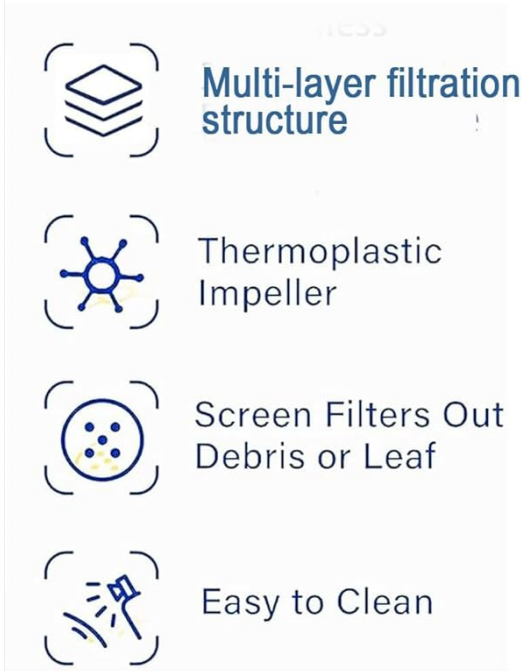 Multi-layer filtration
structure
Thermoplastic
Impeller
Screen Filters Out
Debris or Leaf
Easy to Clean